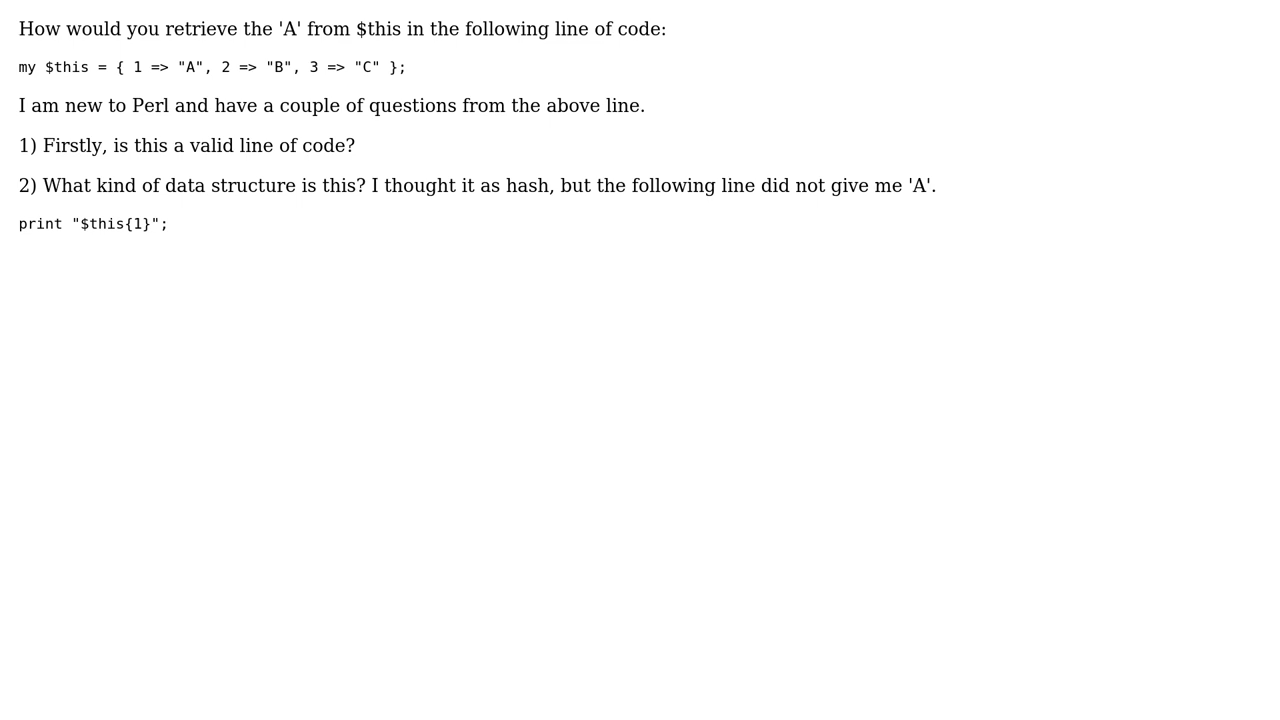 How would you retrieve the 'A' from $this in the following line of code:
my $this = { 1 => "A", 2 => "B", 3 => "C" };
I am new to Perl and have a couple of questions from the above line.
1) Firstly, is this a valid line of code?
2) What kind of data structure is this? I thought it as hash, but the following line did not give me 'A'.
print "$this{1}";